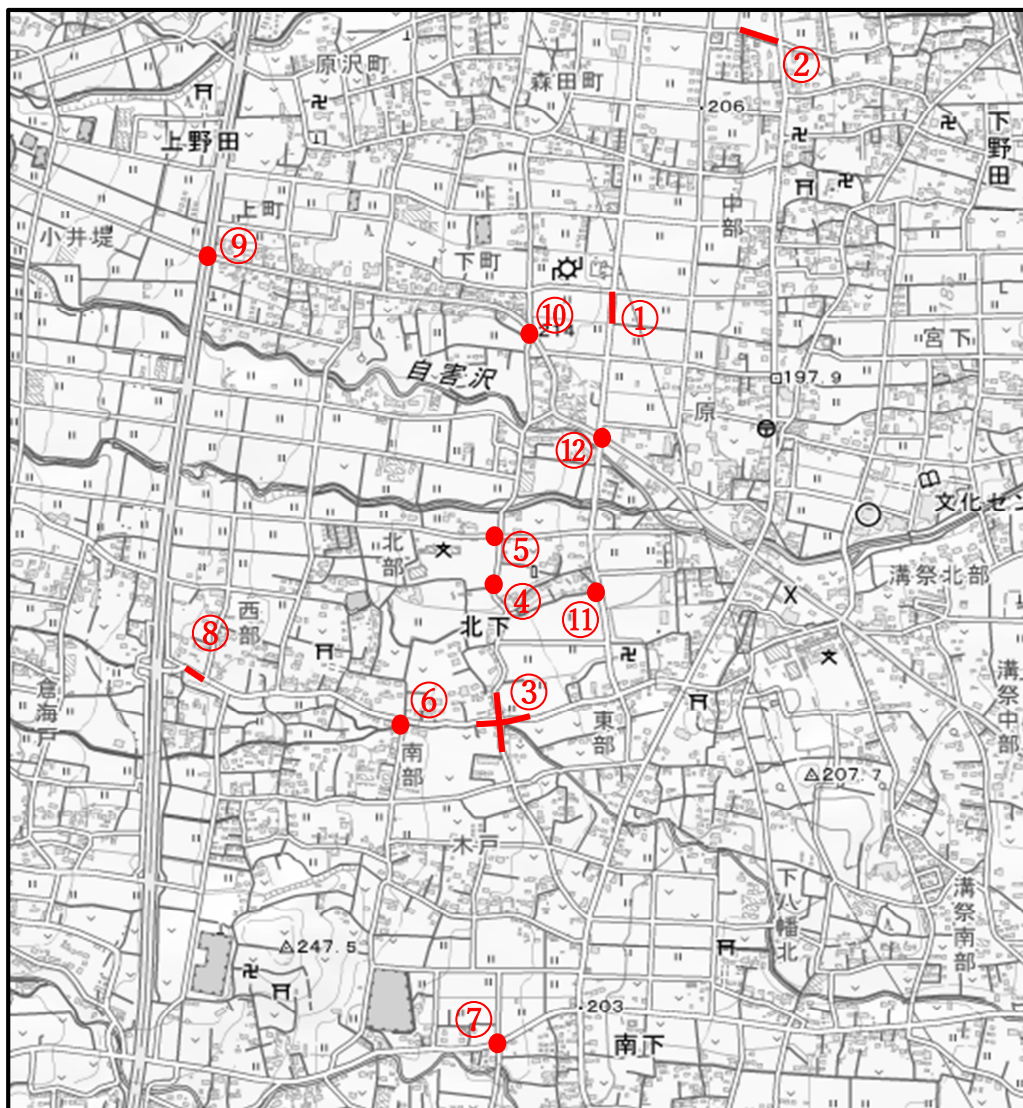 原沢町
森田町
②
206
上野田
下野田
中部
上町
小井堤
下町
⑨
①
⑩
宮下
自害沢
197.9
原
⑫
文化セン
北部
⑤
溝祭北部
④
⑪
西部
北下
⑧
倉海戸
⑥
③
東部
溝祭中部
南部
207.7
木戸
下八幡北
溝祭南部
247.5
203
⑦
南下